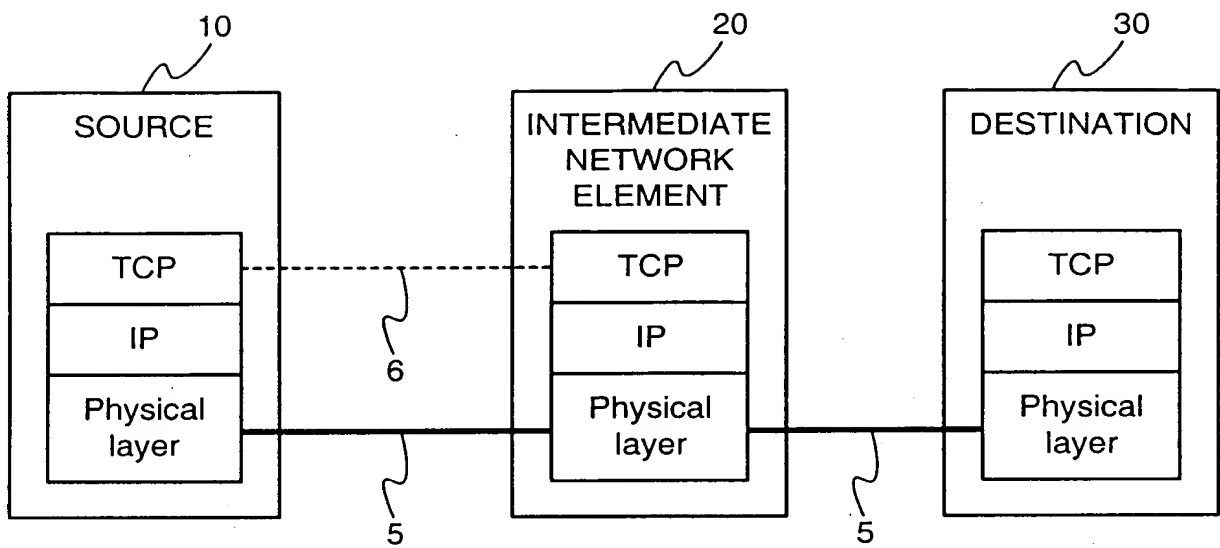 10
20
30
SOURCE
INTERMEDIATE
NETWORK
ELEMENT
DESTINATION
TCP
TCP
TCP
IP
IP
IP
6
Physical
layer
Physical
layer
Physical
layer
5
5